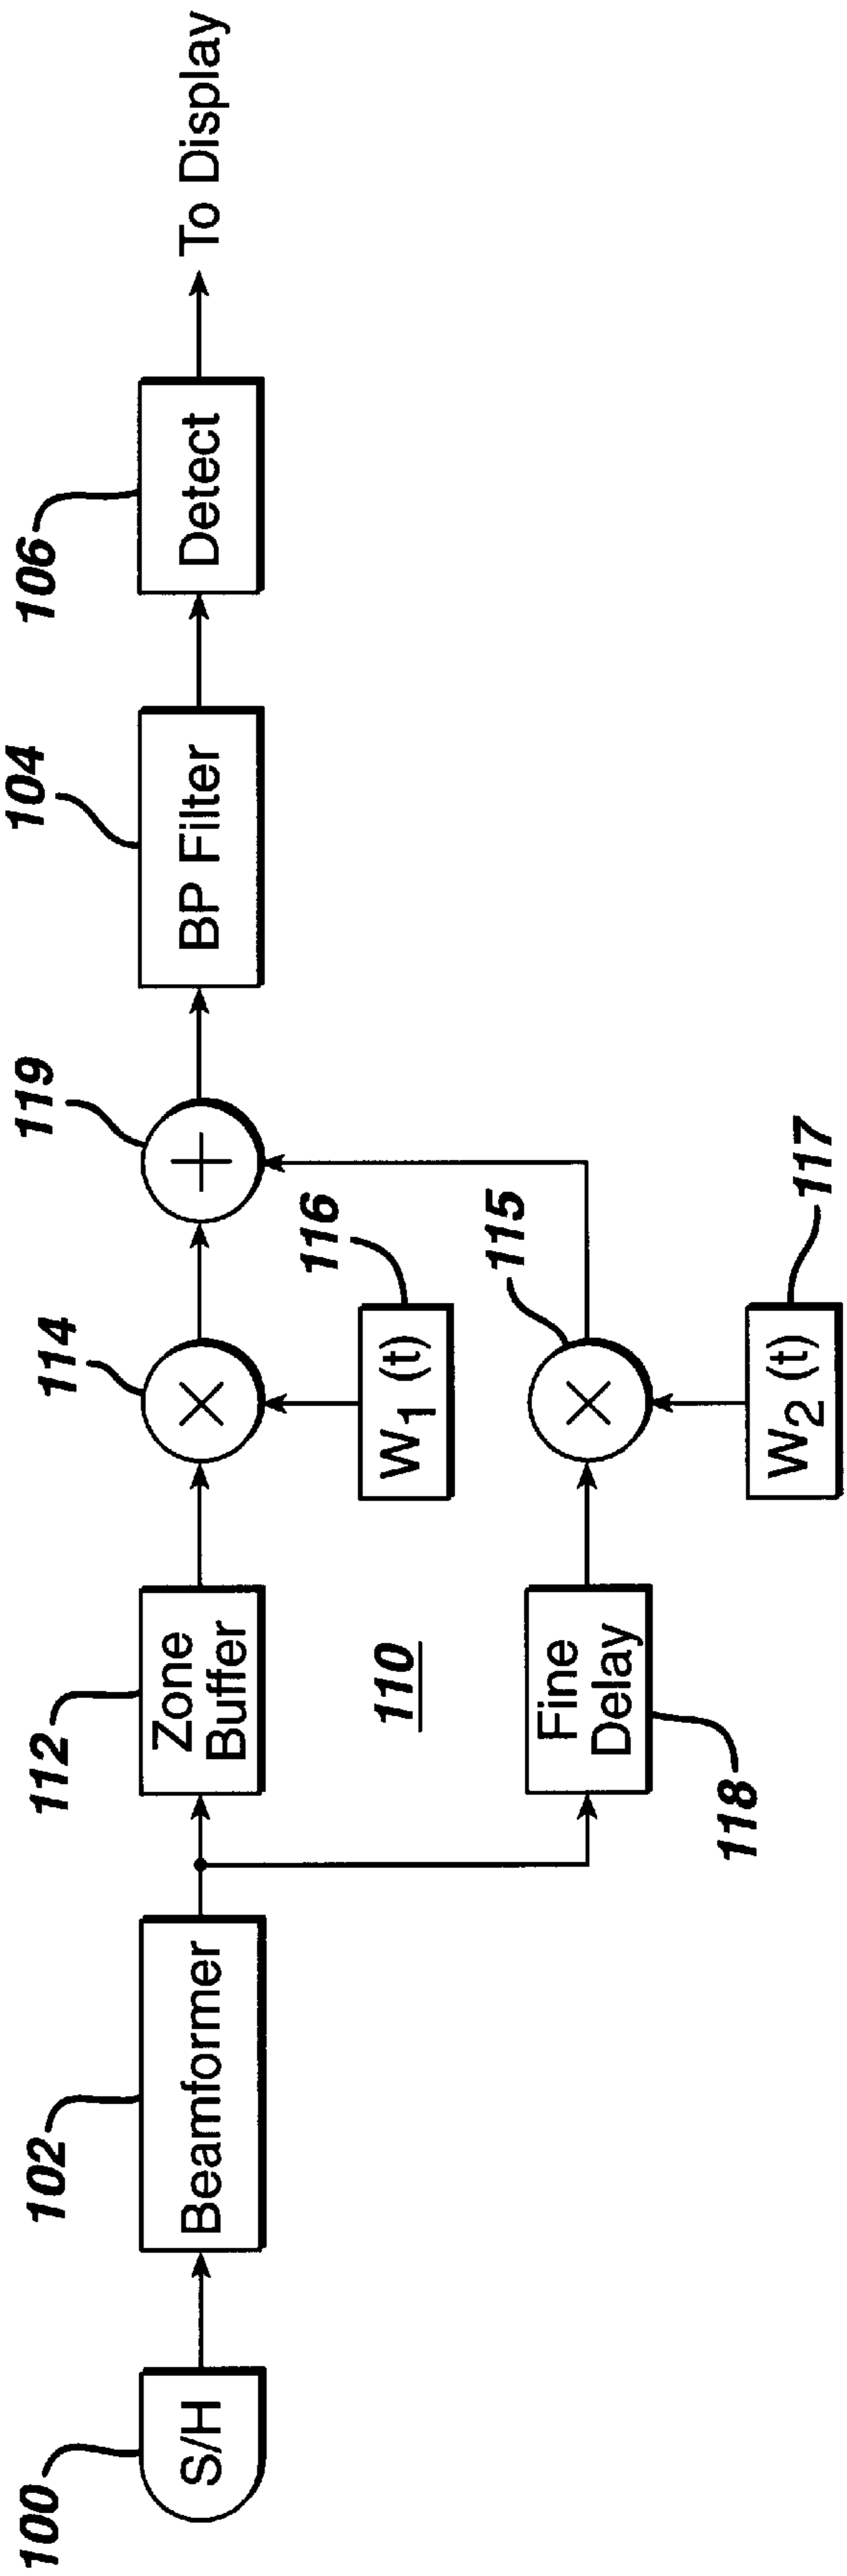 100
S/H
102
Beamformer
112
Zone
Buffer
110
118
Fine
Delay
114
×
116
W₁ (t)
115
×
117
W₂ (t)
119
+
104
BP Filter
106
Detect
To Display